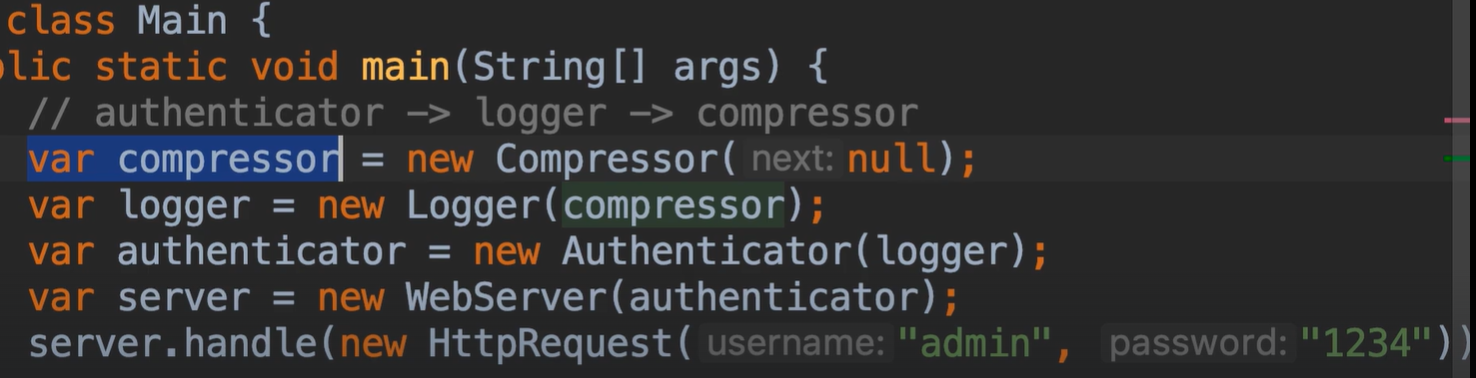 class Main {
blic static void main(String[] args) {
// authenticator -> logger -> compressor
var compressor = new Compressor( next: null);
var logger = new Logger(compressor);
var authenticator = new Authenticator(logger);
var server = new WebServer(authenticator);
server.handle(new HttpRequest( username: "admin", password: "1234"))